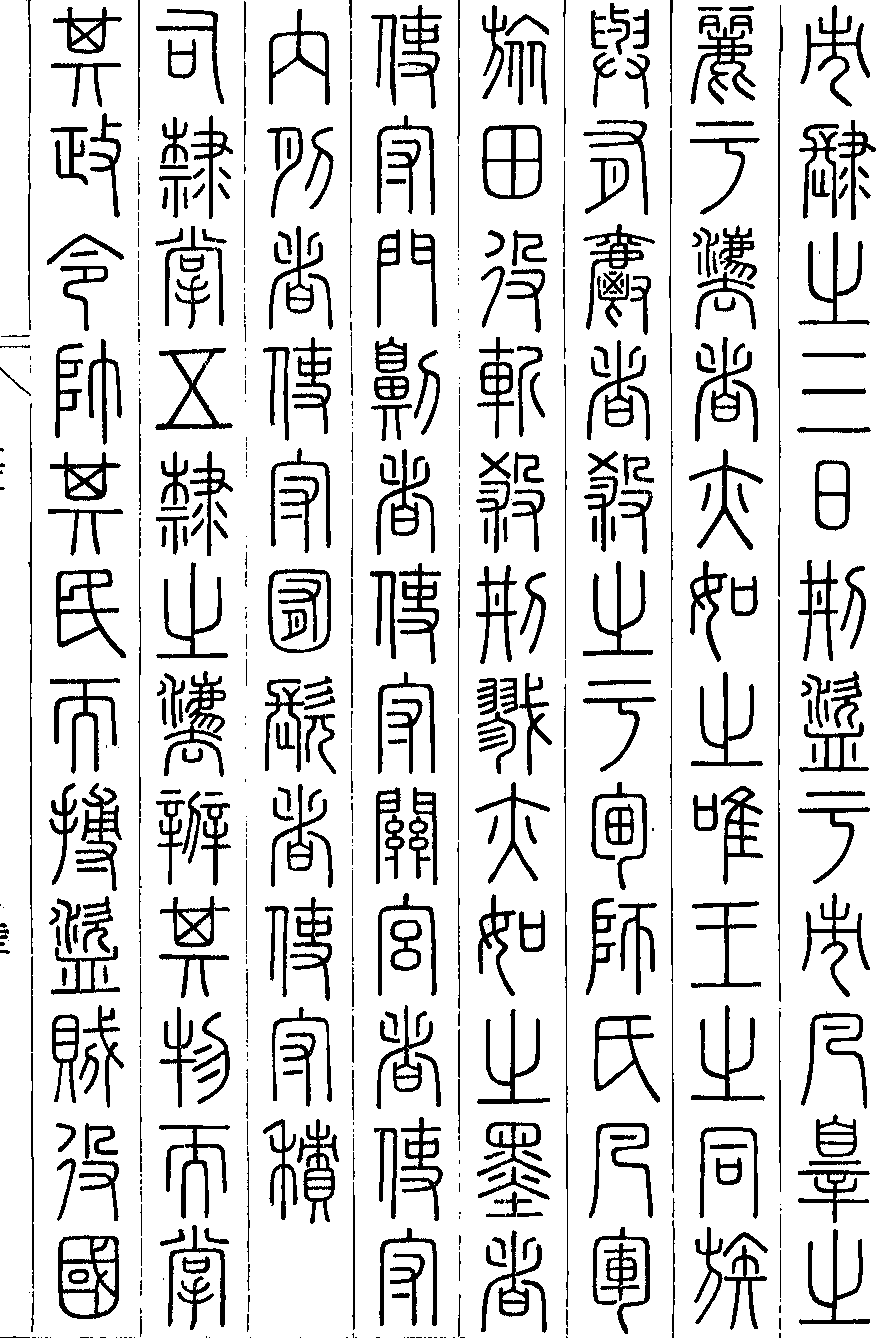 市肆之三日刑盜于市凡辠之
麗于灋者亦如之唯王之同族
與有爵者殺之于甸師氏凡軍
旅田役斬殺刑戮亦如之墨者
使守門劓者使守關宮者使守
內刖者使守囿髡者使守積
司隸掌五隸之灋辨其物而掌
其政令帥其民而搏盜賊役國